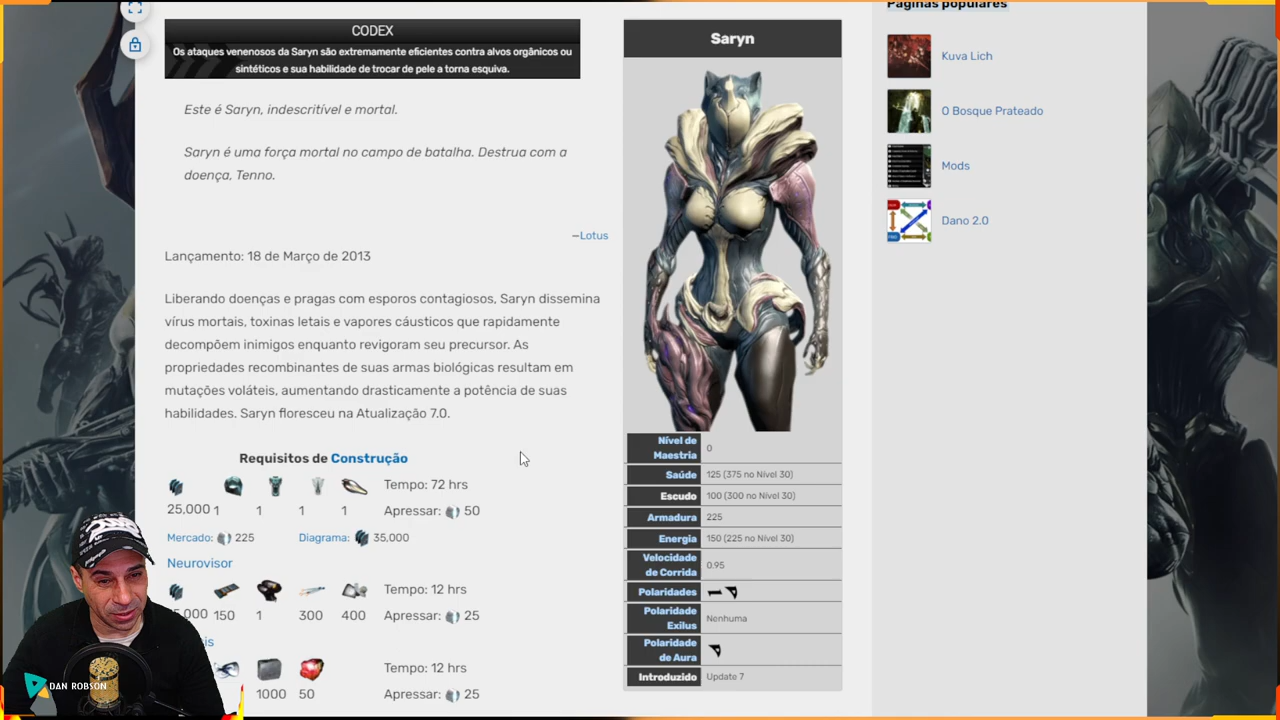 CODEX
Os ataques venenosos da Saryn são extremamente eficientes contra alvos orgânicos ou
sintéticos e sua habilidade de trocar de pele a torna esquiva.
Este é Saryn, indescritível e mortal.
Saryn é uma força mortal no campo de batalha. Destrua com a
doença, Tenno.
—Lotus
Lançamento: 18 de Março de 2013
Liberando doenças e pragas com esporos contagiosos, Saryn dissemina
vírus mortais, toxinas letais e vapores cáusticos que rapidamente
decompõem inimigos enquanto revigoram seu precursor. As
propriedades recombinantes de suas armas biológicas resultam em
mutações voláteis, aumentando drasticamente a potência de suas
habilidades. Saryn floresceu na Atualização 7.0.
Requisitos de Construção
25,000 1 1 1 1
Tempo: 72 hrs
Apressar: 50
Mercado: 225 Diagrama: 35,000
Neurovisor
150 1 300 400
Tempo: 12 hrs
Apressar: 25
1000 50
Tempo: 12 hrs
Apressar: 25
DAN ROBSON
Saryn
Nível de
Maestria 0
Saúde 125 (375 no Nível 30)
Escudo 100 (300 no Nível 30)
Armadura 225
Energia 150 (225 no Nível 30)
Velocidade
de Corrida 0.95
Polaridades
Polaridade
Exilus Nenhuma
Polaridade
de Aura
Introduzido Update 7
Páginas populares
Kuva Lich
O Bosque Prateado
Mods
Dano 2.0